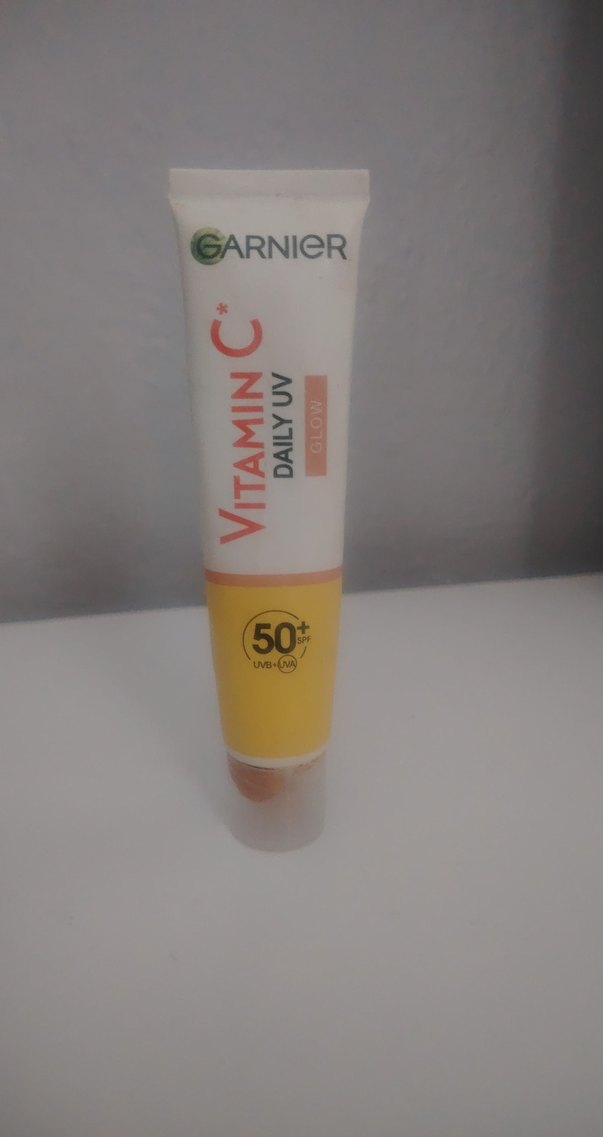 GARNIER
VITAMIN C*
DAILY UV
GLOW
50+
SPF
UVB+UVA